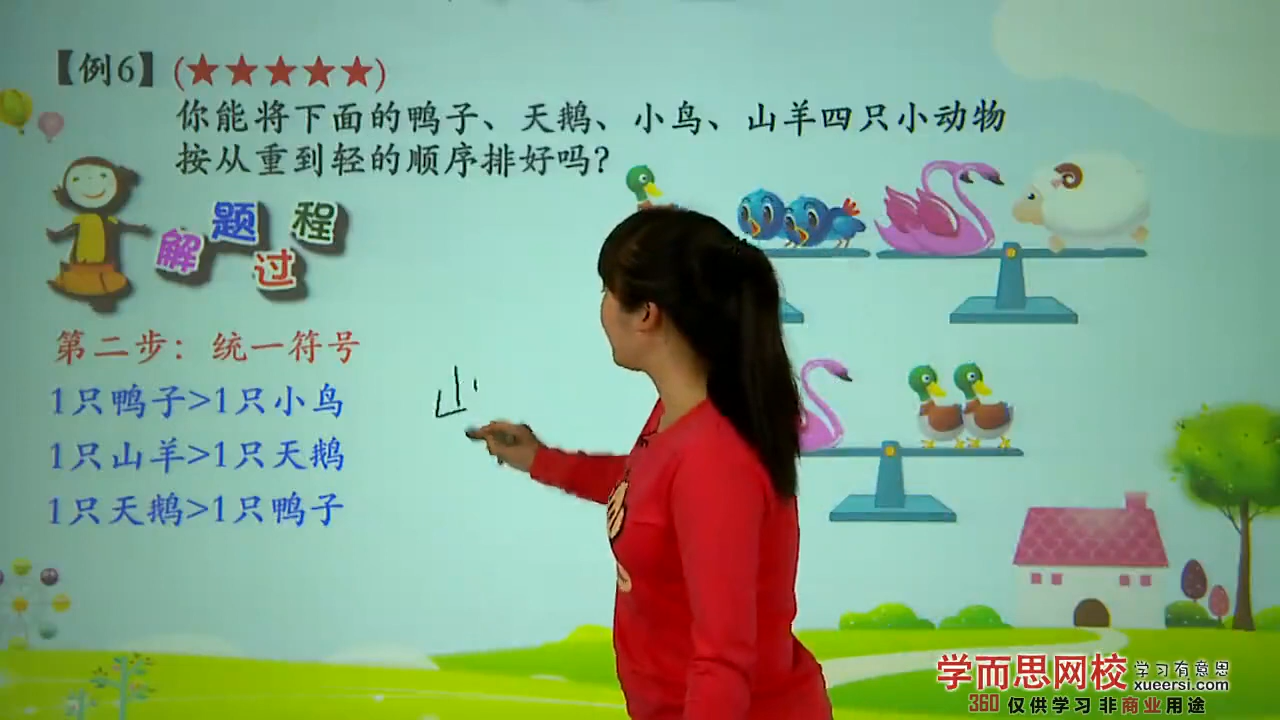 【例6】(★★★★★)
你能将下面的鸭子、天鹅、小鸟、山羊四只小动物
按从重到轻的顺序排好吗?
解题过程
第二步：统一符号
1只鸭子>1只小鸟
1只山羊>1只天鹅
1只天鹅>1只鸭子
山
学而思网校 学习有意思
xueersi.com
360 仅供学习 非商业用途